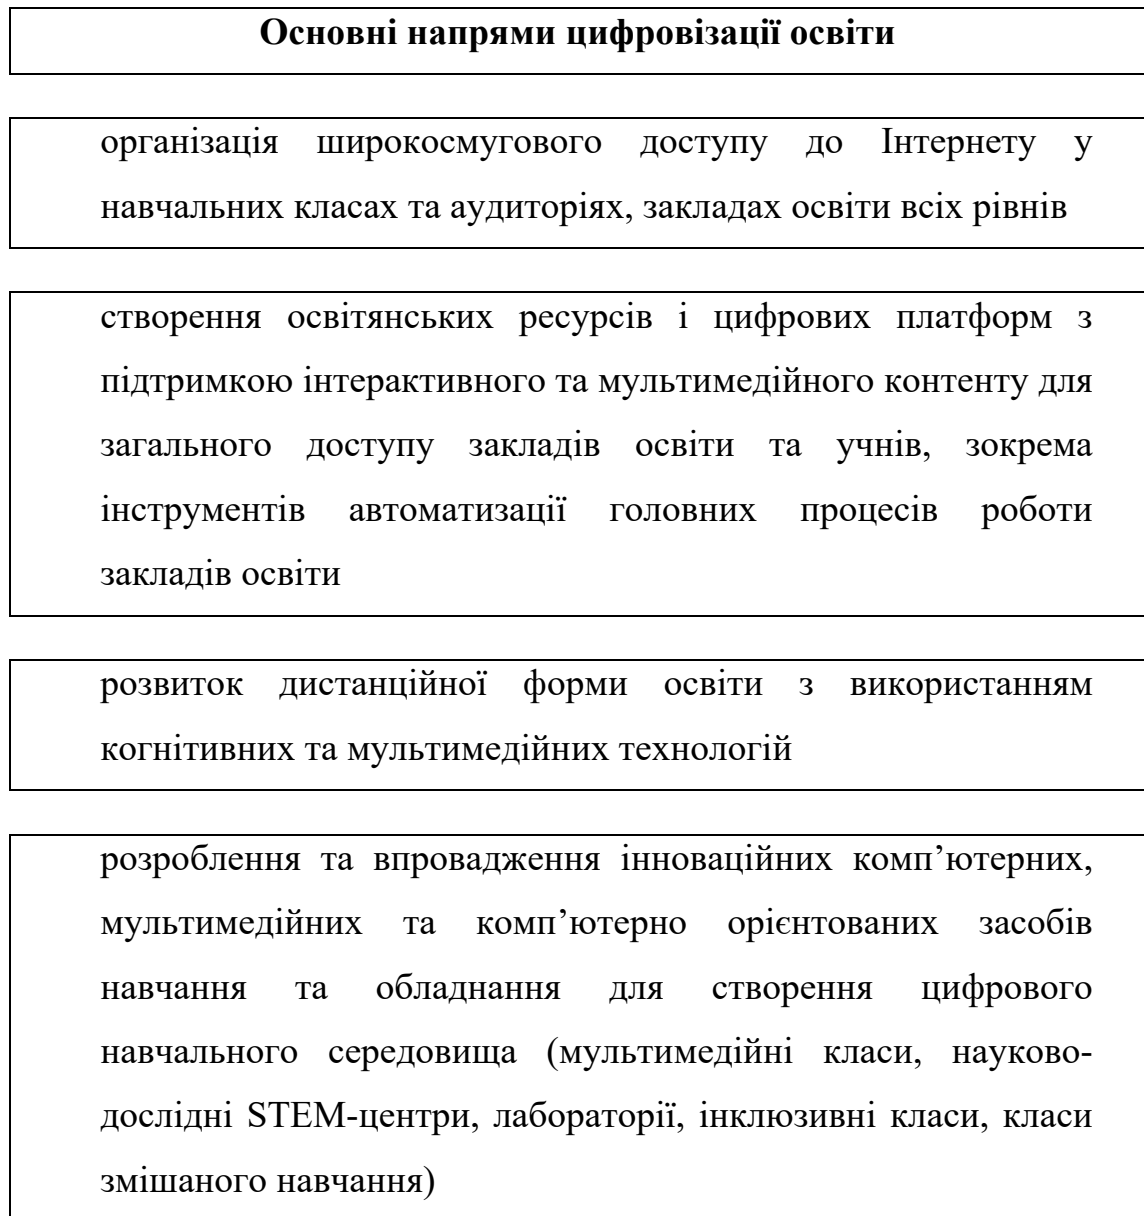 Основні напрями цифровізації освіти
організація широкосмугового доступу до Інтернету у
навчальних класах та аудиторіях, закладах освіти всіх рівнів
створення освітянських ресурсів і цифрових платформ з
підтримкою інтерактивного та мультимедійного контенту для
загального доступу закладів освіти та учнів, зокрема
інструментів автоматизації головних процесів роботи
закладів освіти
розвиток дистанційної форми освіти з використанням
когнітивних та мультимедійних технологій
розроблення та впровадження інноваційних комп’ютерних,
мультимедійних та комп’ютерно орієнтованих засобів
навчання та обладнання для створення цифрового
навчального середовища (мультимедійні класи, науково-
дослідні STEM-центри, лабораторії, інклюзивні класи, класи
змішаного навчання)